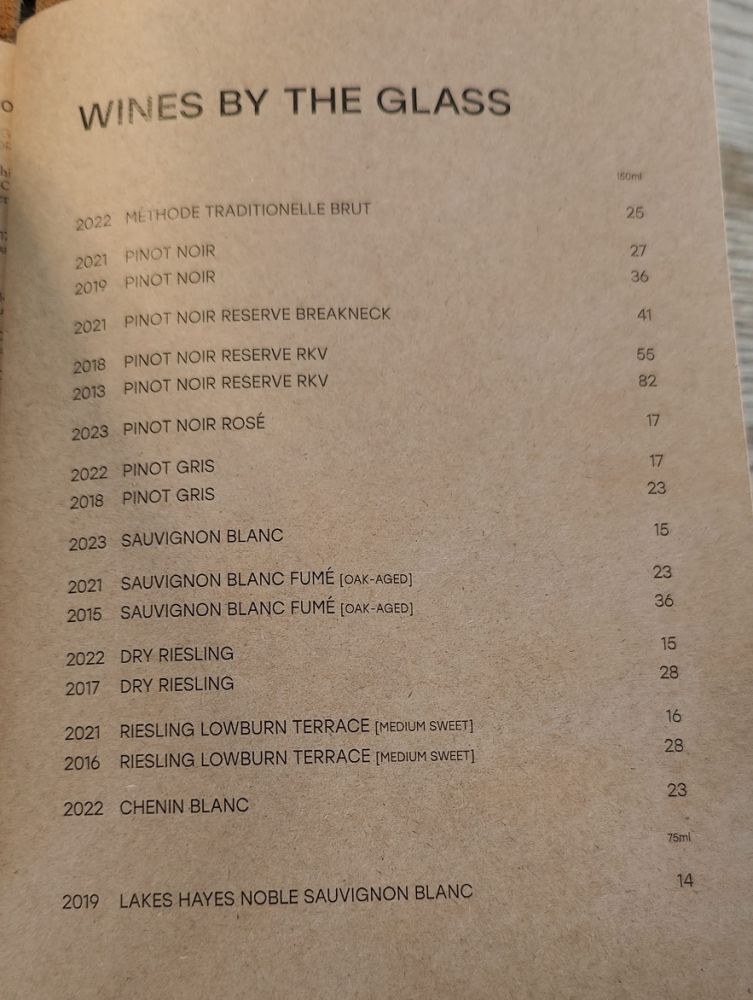 WINES BY THE GLASS
150ml
2022 MÉTHODE TRADITIONELLE BRUT 25
2021 PINOT NOIR 27
2019 PINOT NOIR 36
2021 PINOT NOIR RESERVE BREAKNECK 41
2018 PINOT NOIR RESERVE RKV 55
2013 PINOT NOIR RESERVE RKV 82
2023 PINOT NOIR ROSÉ 17
2022 PINOT GRIS 17
2018 PINOT GRIS 23
2023 SAUVIGNON BLANC 15
2021 SAUVIGNON BLANC FUMÉ [OAK-AGED] 23
2015 SAUVIGNON BLANC FUMÉ [OAK-AGED] 36
2022 DRY RIESLING 15
2017 DRY RIESLING 28
2021 RIESLING LOWBURN TERRACE [MEDIUM SWEET] 16
2016 RIESLING LOWBURN TERRACE [MEDIUM SWEET] 28
2022 CHENIN BLANC 23
75ml
2019 LAKES HAYES NOBLE SAUVIGNON BLANC 14